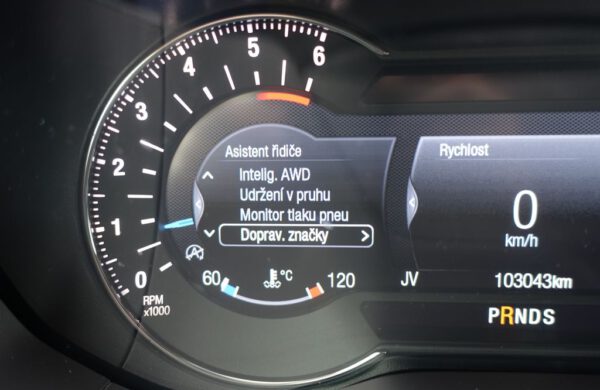 6
5
4
3
2
1
0
RPM
x1000
Asistent řidiče
Intelig. AWD
Udržení v pruhu
Monitor tlaku pneu
Doprav. značky
60 °C 120
Rychlost
0
km/h
JV 103043km
PRNDS